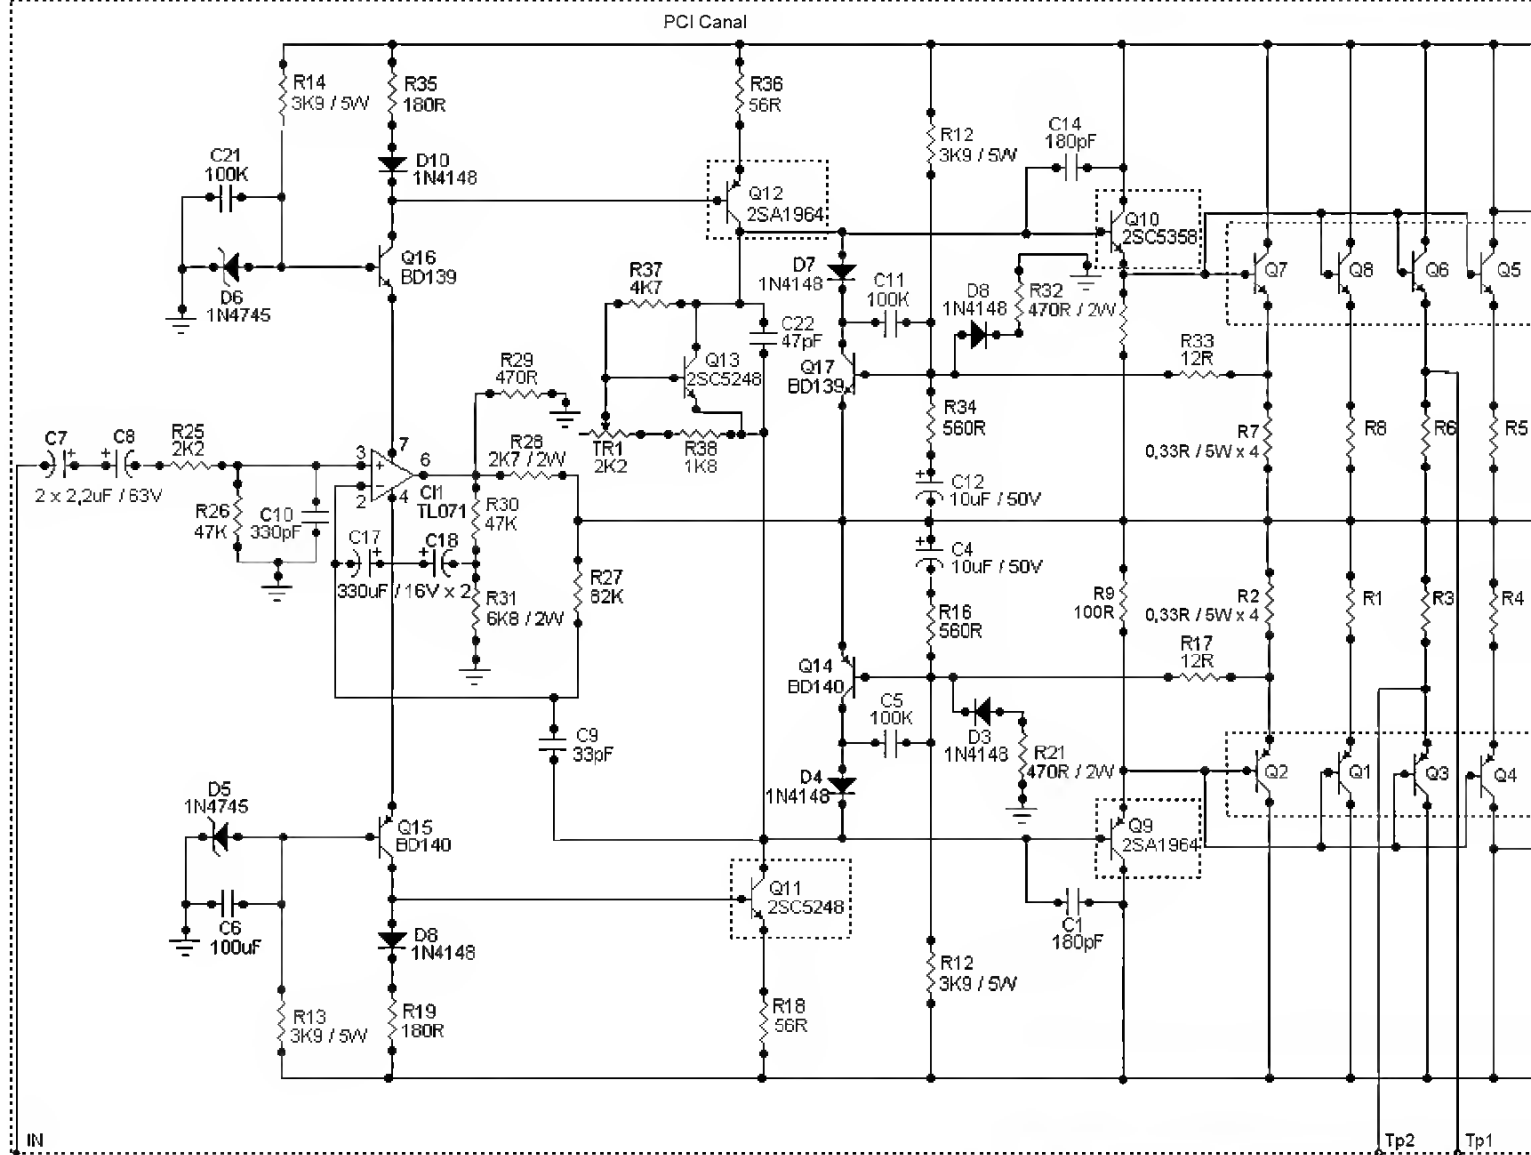 PCI Canal
R14
3K9 / 5W
R35
180R
R36
56R
C21
100K
D10
1N4148
Q12
2SA1964
R12
3K9 / 5W
C14
180pF
Q10
2SC5358
D6
1N4745
Q16
BD139
R37
4K7
D7
1N4148
C11
100K
D8
1N4148
R32
470R / 2W
Q7
Q8
Q6
Q5
C22
47pF
Q13
2SC5248
Q17
BD139
R33
12R
R29
470R
R34
560R
C7
C8
R25
2K2
2 x 2,2uF / 63V
R26
47K
C10
330pF
3
+
7
6
2
−
4
CI1
TL071
R28
2K7 / 2W
TR1
2K2
R38
1K8
R7
0,33R / 5W x 4
R8
R6
R5
C12
10uF / 50V
R30
47K
C17
C18
330uF / 16V x 2
R31
6K8 / 2W
R27
82K
C4
10uF / 50V
R16
560R
R9
100R
R2
0,33R / 5W x 4
R1
R3
R4
R17
12R
Q14
BD140
C5
100K
D3
1N4148
R21
470R / 2W
C9
33pF
D4
1N4148
Q2
Q1
Q3
Q4
D5
1N4745
Q15
BD140
Q9
2SA1964
Q11
2SC5248
C6
100uF
D8
1N4148
C1
180pF
R12
3K9 / 5W
R13
3K9 / 5W
R19
180R
R18
56R
IN
Tp2
Tp1